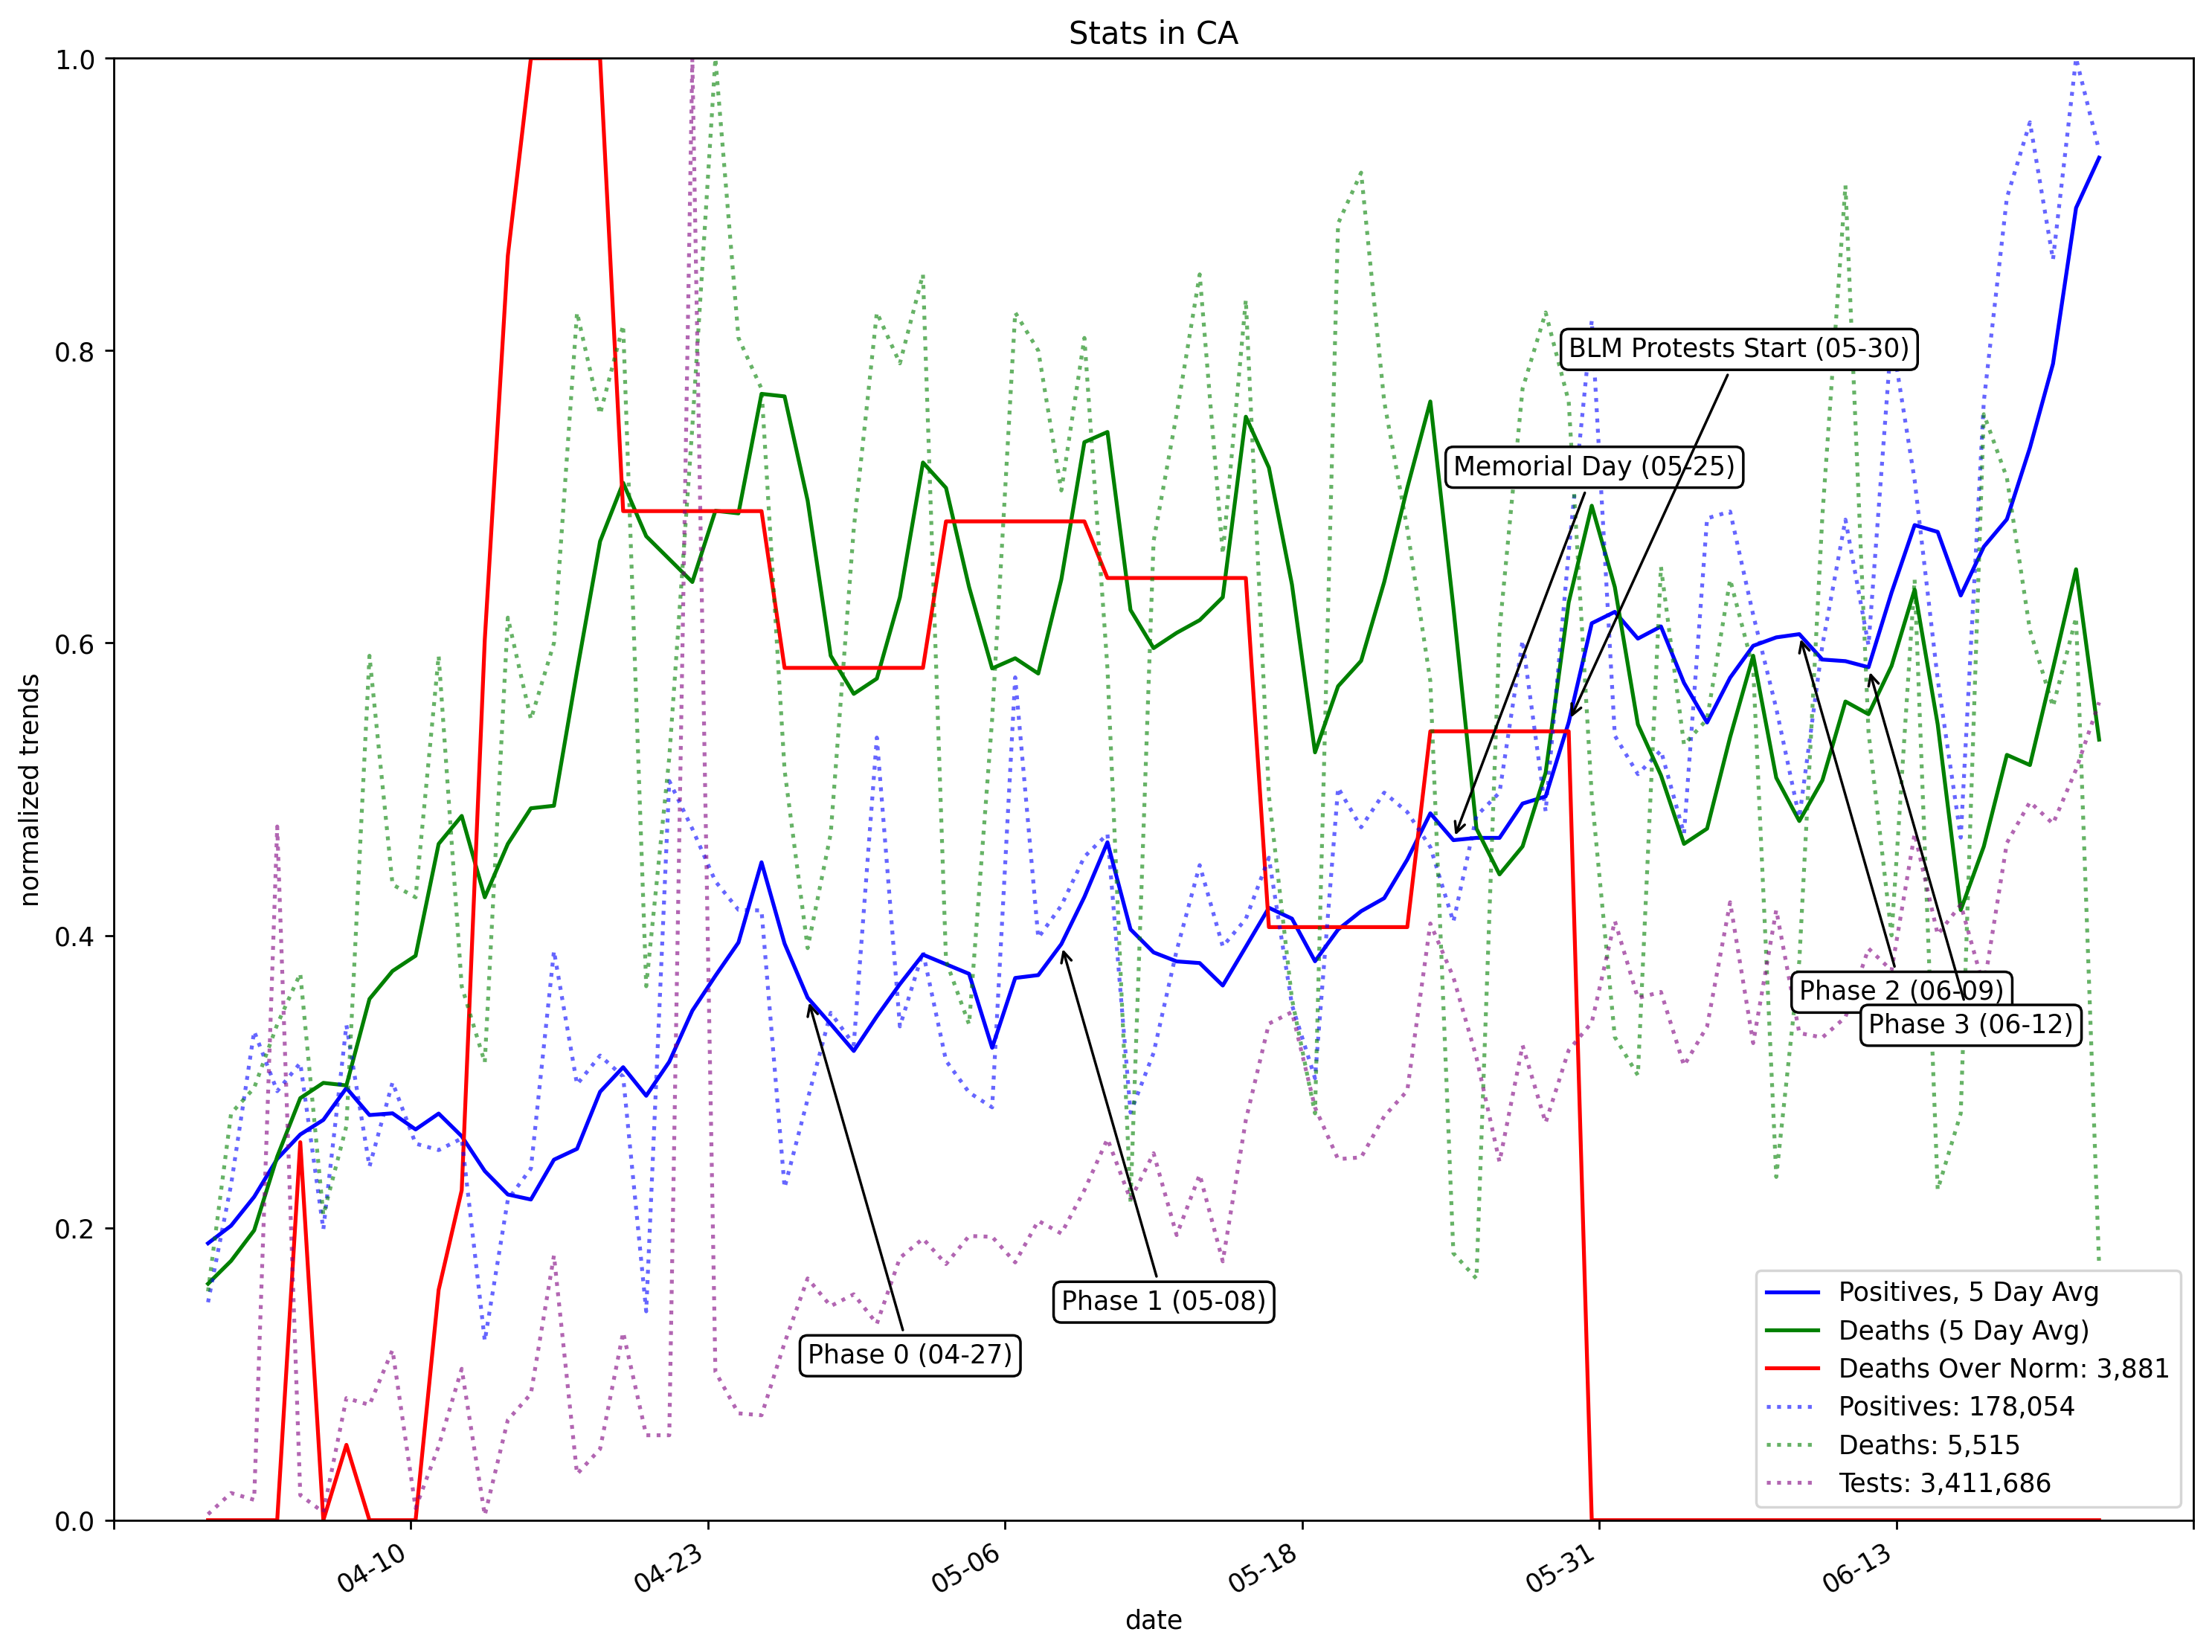 Stats in CA
1.0
0.8
0.6
0.4
0.2
0.0
normalized trends
BLM Protests Start (05-30)
Memorial Day (05-25)
Phase 2 (06-09)
Phase 3 (06-12)
Phase 1 (05-08)
Phase 0 (04-27)
Positives, 5 Day Avg
Deaths (5 Day Avg)
Deaths Over Norm: 3,881
Positives: 178,054
Deaths: 5,515
Tests: 3,411,686
04-10
04-23
05-06
05-18
05-31
06-13
date